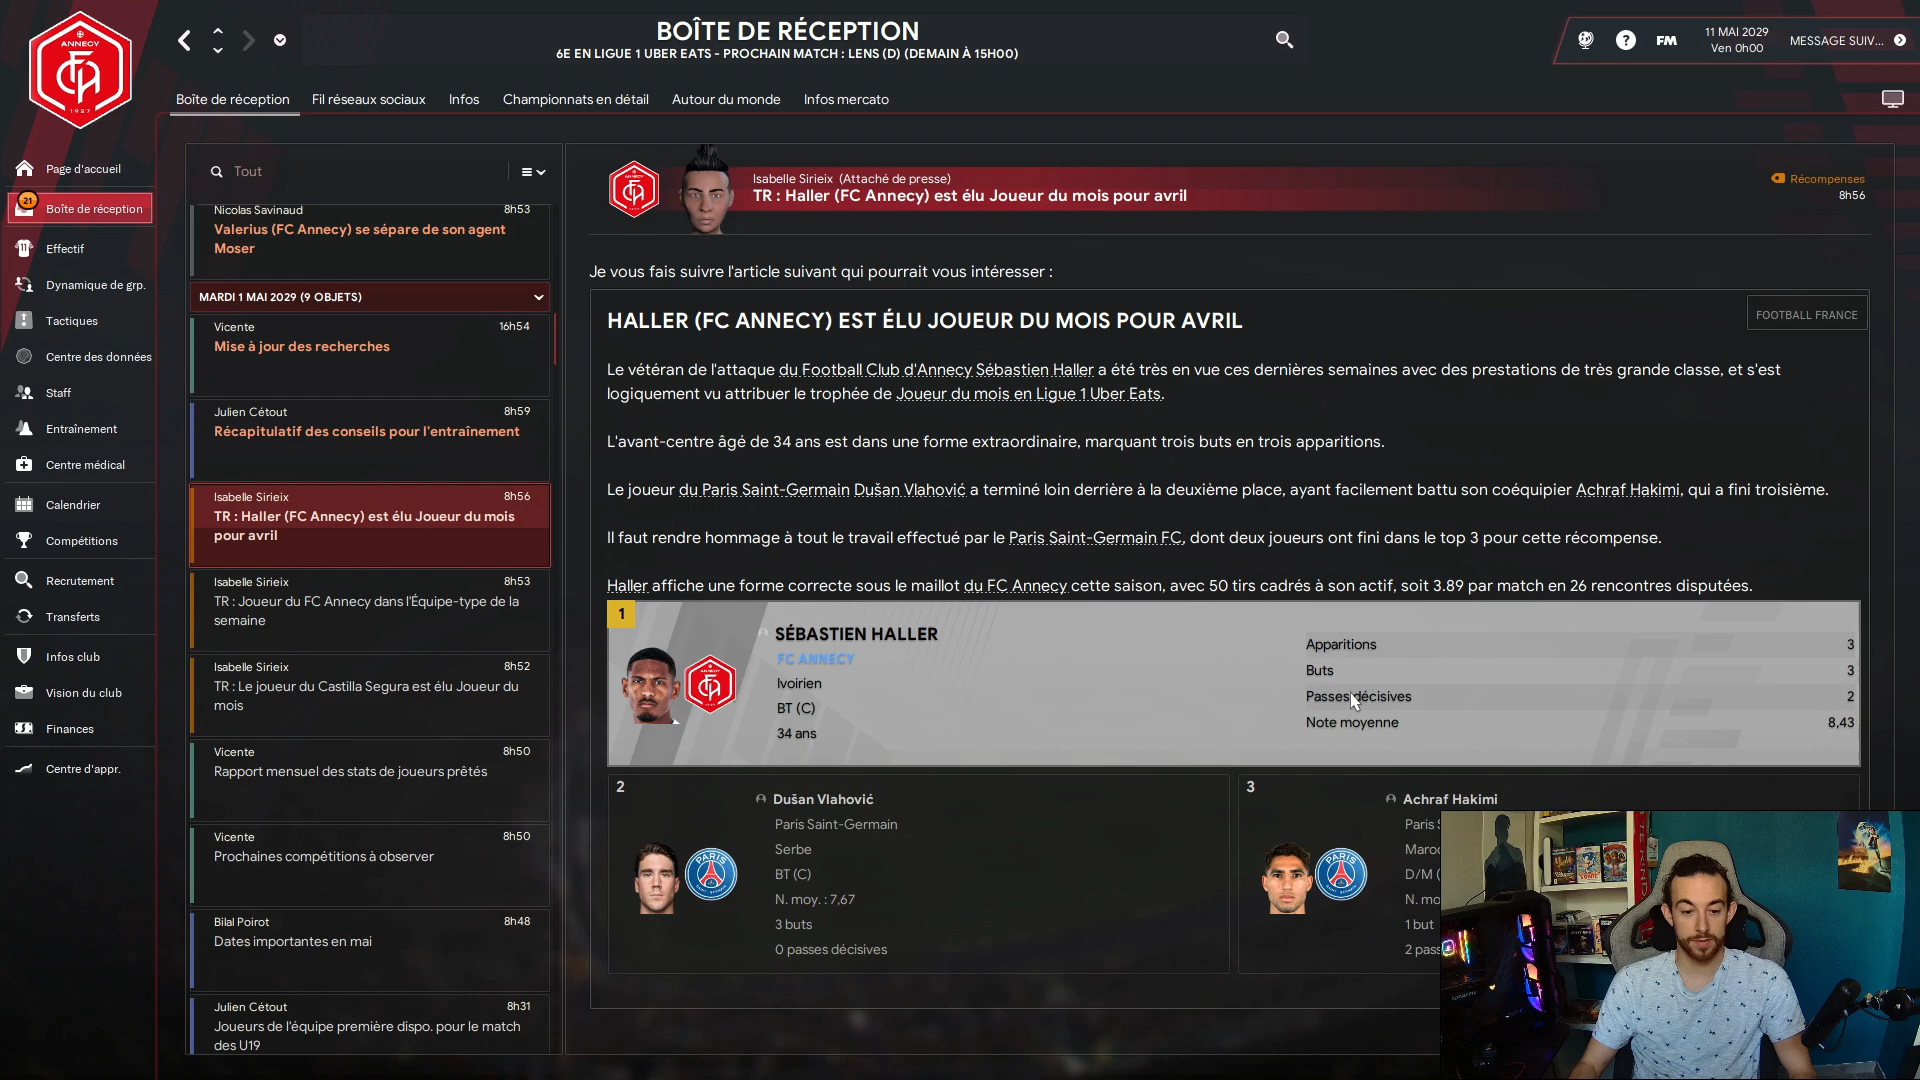 ANNECY
1927
BOÎTE DE RÉCEPTION
6E EN LIGUE 1 UBER EATS - PROCHAIN MATCH : LENS (D) (DEMAIN À 15H00)
?
FM
11 MAI 2029
Ven 0h00
MESSAGE SUIV...
Boîte de réception
Fil réseaux sociaux
Infos
Championnats en détail
Autour du monde
Infos mercato
Page d'accueil
21
Boîte de réception
Effectif
Dynamique de grp.
Tactiques
Centre des données
Staff
Entraînement
Centre médical
Calendrier
Compétitions
Recrutement
Transferts
Infos club
Vision du club
Finances
Centre d'appr.
Tout
Nicolas Savinaud 8h53
Valerius (FC Annecy) se sépare de son agent
Moser
MARDI 1 MAI 2029 (9 OBJETS)
Vicente 16h54
Mise à jour des recherches
Julien Cétout 8h59
Récapitulatif des conseils pour l'entraînement
Isabelle Sirieix 8h56
TR : Haller (FC Annecy) est élu Joueur du mois
pour avril
Isabelle Sirieix 8h53
TR : Joueur du FC Annecy dans l'Équipe-type de la
semaine
Isabelle Sirieix 8h52
TR : Le joueur du Castilla Segura est élu Joueur du
mois
Vicente 8h50
Rapport mensuel des stats de joueurs prêtés
Vicente 8h50
Prochaines compétitions à observer
Bilal Poirot 8h48
Dates importantes en mai
Julien Cétout 8h31
Joueurs de l'équipe première dispo. pour le match
des U19
Isabelle Sirieix (Attaché de presse)
TR : Haller (FC Annecy) est élu Joueur du mois pour avril
Récompenses
8h56
Je vous fais suivre l'article suivant qui pourrait vous intéresser :
HALLER (FC ANNECY) EST ÉLU JOUEUR DU MOIS POUR AVRIL
FOOTBALL FRANCE
Le vétéran de l'attaque du Football Club d'Annecy Sébastien Haller a été très en vue ces dernières semaines avec des prestations de très grande classe, et s'est
logiquement vu attribuer le trophée de Joueur du mois en Ligue 1 Uber Eats.
L'avant-centre âgé de 34 ans est dans une forme extraordinaire, marquant trois buts en trois apparitions.
Le joueur du Paris Saint-Germain Dušan Vlahović a terminé loin derrière à la deuxième place, ayant facilement battu son coéquipier Achraf Hakimi, qui a fini troisième.
Il faut rendre hommage à tout le travail effectué par le Paris Saint-Germain FC, dont deux joueurs ont fini dans le top 3 pour cette récompense.
Haller affiche une forme correcte sous le maillot du FC Annecy cette saison, avec 50 tirs cadrés à son actif, soit 3.89 par match en 26 rencontres disputées.
1
SÉBASTIEN HALLER
FC ANNECY
Ivoirien
BT (C)
34 ans
Apparitions 3
Buts 3
Passes décisives 2
Note moyenne 8,43
2
Dušan Vlahović
Paris Saint-Germain
Serbe
BT (C)
N. moy. : 7,67
3 buts
0 passes décisives
3
Achraf Hakimi
Paris
Maroc
D/M (
N. mo
1 but
2 pass
PARIS
PARIS